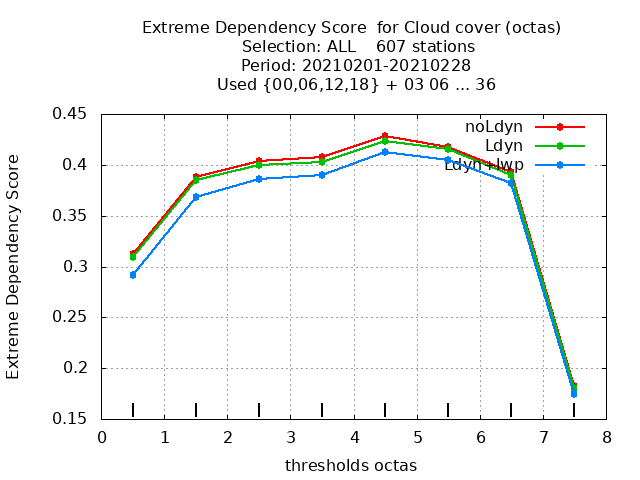 Extreme Dependency Score for Cloud cover (octas)
Selection: ALL 607 stations
Period: 20210201-20210228
Used {00,06,12,18} + 03 06 ... 36
noLdyn
Ldyn
Ldyn+lwp
Extreme Dependency Score
0.45
0.4
0.35
0.3
0.25
0.2
0.15
0 1 2 3 4 5 6 7 8
thresholds octas